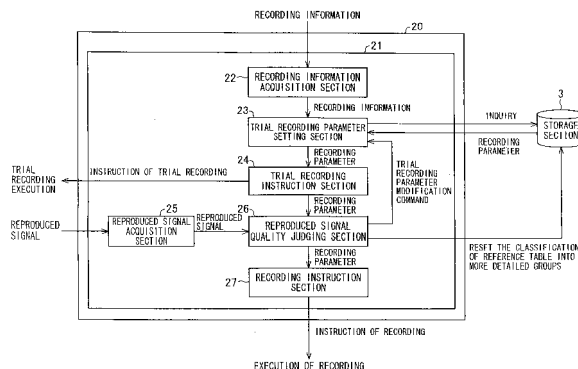 RECORDING INFORMATION
20
21
22
RECORDING INFORMATION
ACQUISITION SECTION
RECORDING INFORMATION
23
TRIAL RECORDING PARAMETER
SETTING SECTION
INQUIRY
RECORDING
PARAMETER
3
STORAGE
SECTION
RECORDING
PARAMETER
24
TRIAL RECORDING
INSTRUCTION SECTION
INSTRUCTION OF TRIAL RECORDING
TRIAL
RECORDING
EXECUTION
TRIAL
RECORDING
PARAMETER
MODIFICATION
COMMAND
RECORDING
PARAMETER
REPRODUCED
SIGNAL
25
REPRODUCED SIGNAL
ACQUISITION
SECTION
REPRODUCED
SIGNAL
26
REPRODUCED SIGNAL
QUALITY JUDGING SECTION
RESET THE CLASSIFICATION
OF REFERENCE TABLE INTO
MORE DETAILED GROUPS
RECORDING
PARAMETER
27
RECORDING INSTRUCTION
SECTION
INSTRUCTION OF RECORDING
EXECUTION OF RECORDING